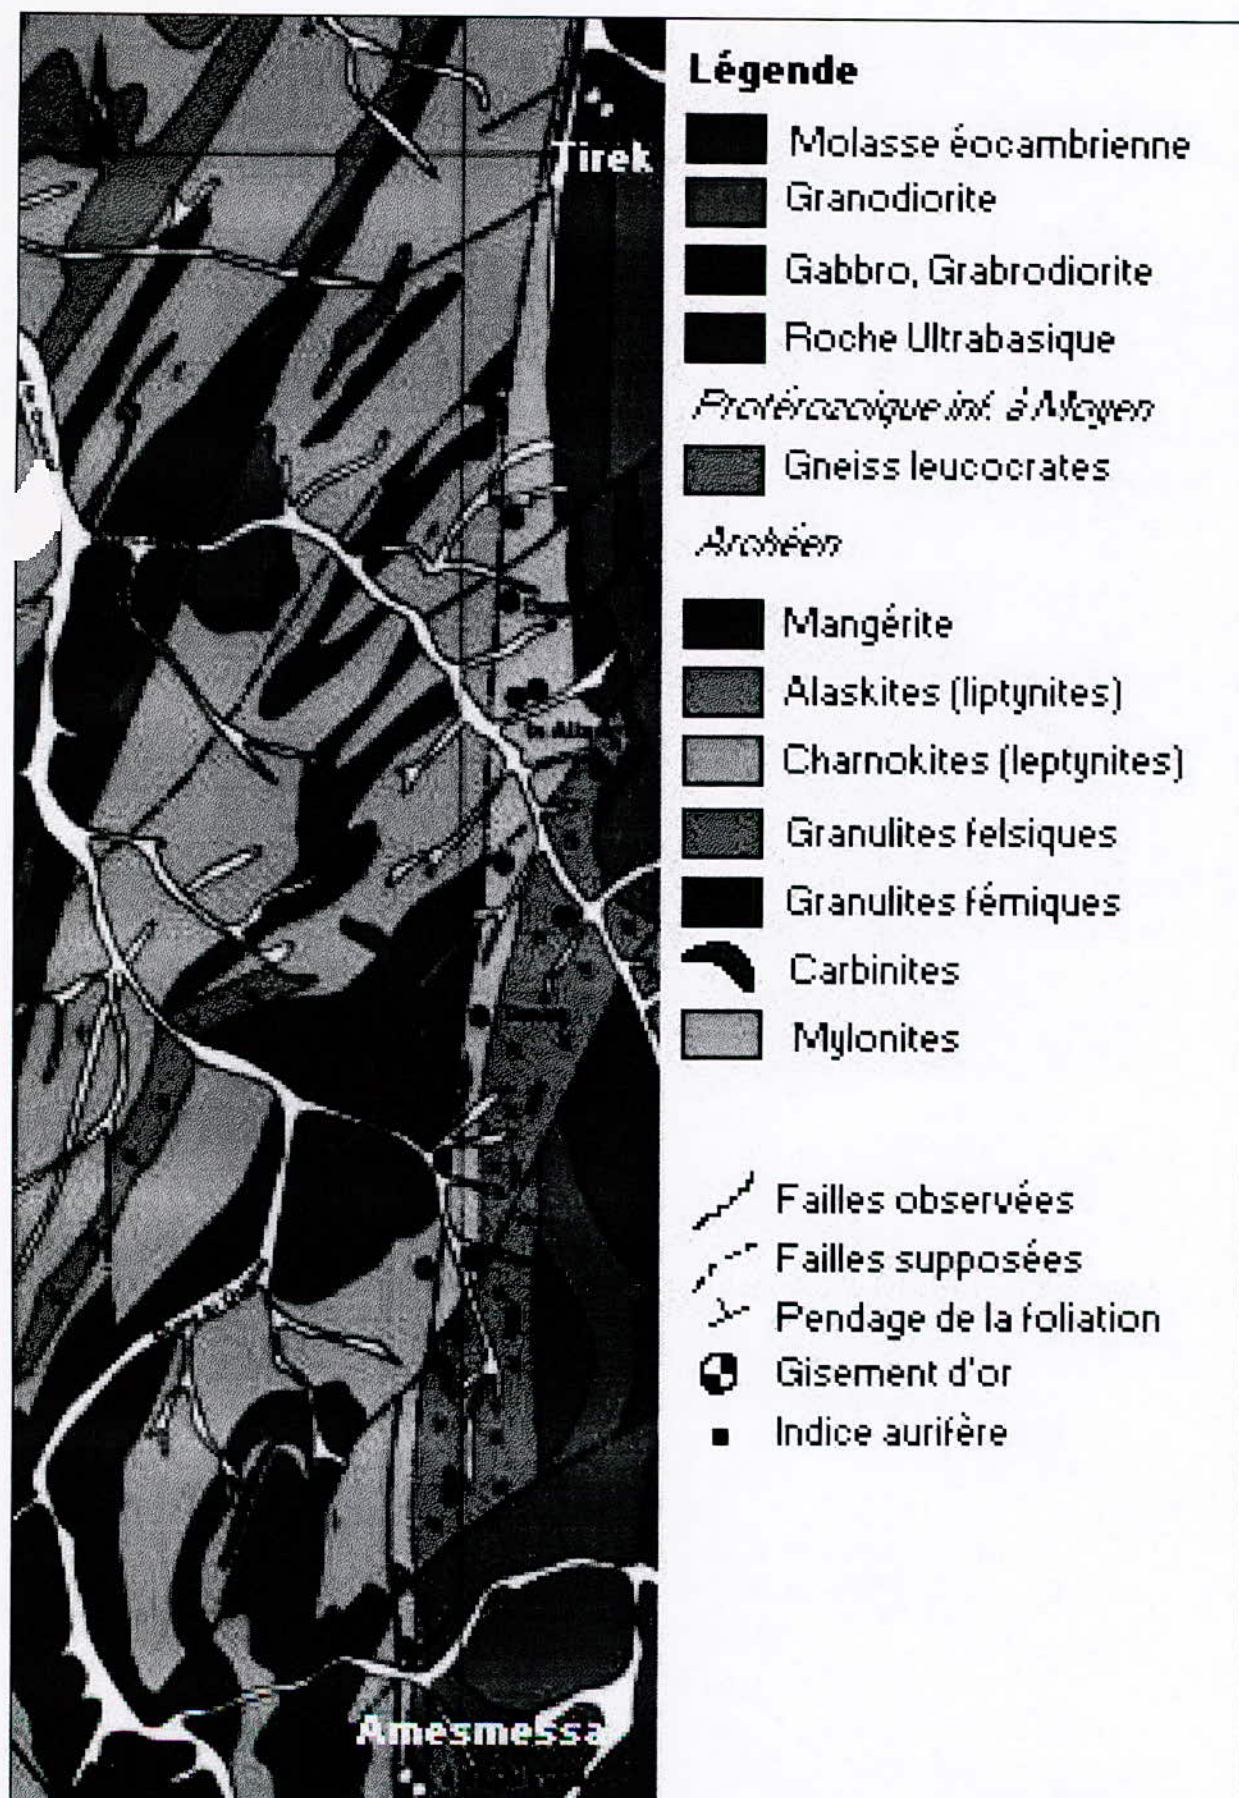 Tirek
Amesmessa
Légende
Molasse éocambrienne
Granodiorite
Gabbro, Grabrodiorite
Roche Ultrabasique
Protérozoique inf. à Moyen
Gneiss leucocrates
Archéen
Mangérite
Alaskites (liptynites)
Charnokites (leptynites)
Granulites felsiques
Granulites fémiques
Carbinites
Mylonites
Failles observées
Failles supposées
Pendage de la foliation
Gisement d'or
Indice aurifère